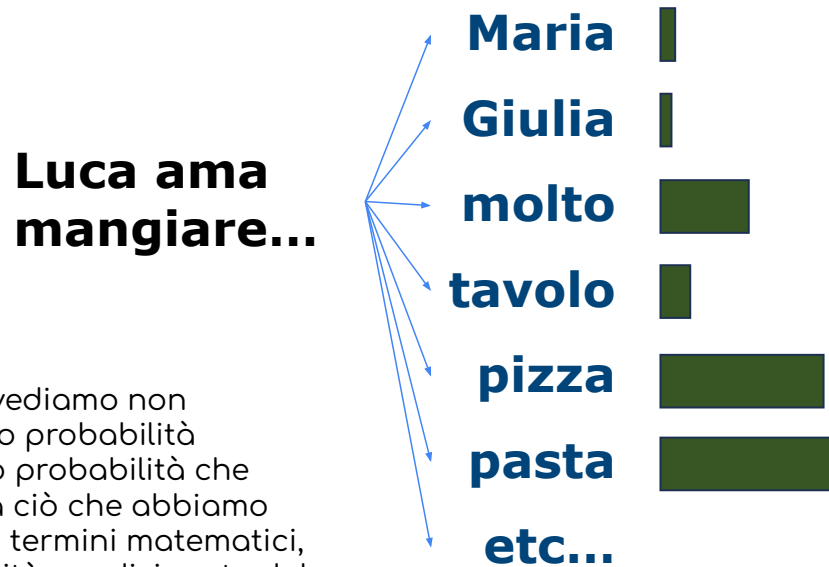 Luca ama
mangiare...
Maria
Giulia
molto
tavolo
pizza
pasta
etc...
vediamo non
probabilità
probabilità che
ciò che abbiamo
termini matematici,